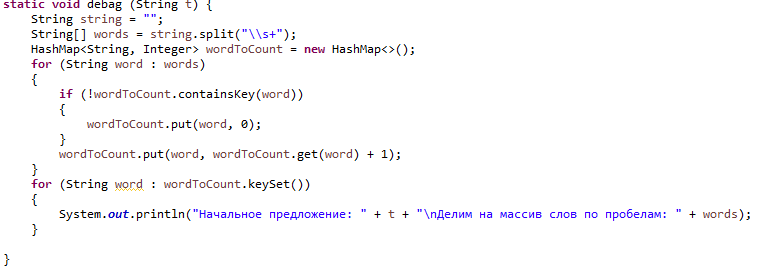 static void debag (String t) {
    String string = "";
    String[] words = string.split("\\s+");
    HashMap<String, Integer> wordToCount = new HashMap<>();
    for (String word : words)
    {
        if (!wordToCount.containsKey(word))
        {
            wordToCount.put(word, 0);
        }
        wordToCount.put(word, wordToCount.get(word) + 1);
    }
    for (String word : wordToCount.keySet())
    {
        System.out.println("Начальное предложение: " + t + "\nДелим на массив слов по пробелам: " + words);
    }
}